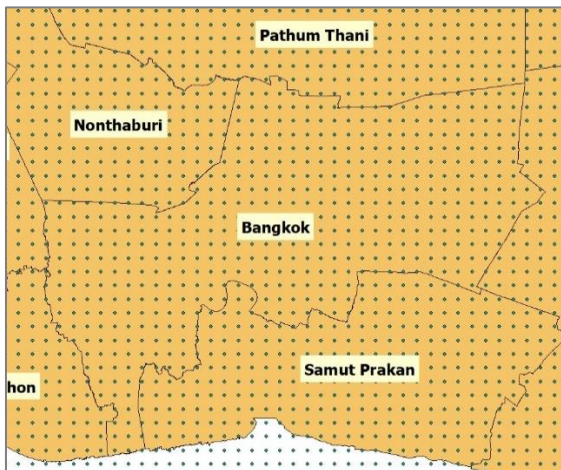 Pathum Thani
Nonthaburi
Bangkok
Samut Prakan
hon